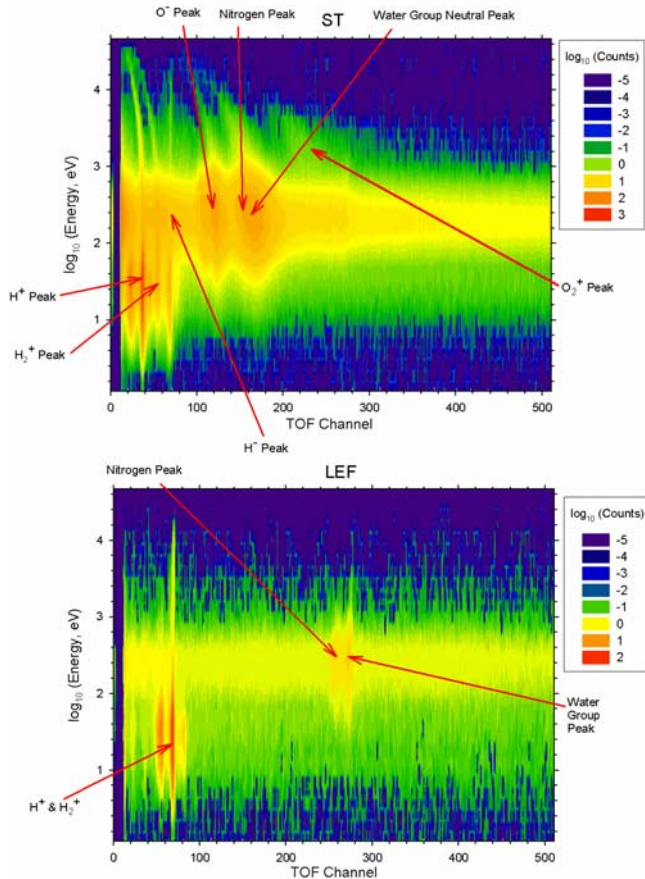 ST
O⁻ Peak
Nitrogen Peak
Water Group Neutral Peak
log₁₀ (Counts)
-5
-4
-3
-2
-1
0
1
2
3
log₁₀ (Energy, eV)
4
3
2
1
H⁺ Peak
H₂⁺ Peak
O₂⁺ Peak
0 100 200 300 400 500
TOF Channel
H⁻ Peak
LEF
Nitrogen Peak
log₁₀ (Counts)
-5
-4
-3
-2
-1
0
1
2
log₁₀ (Energy, eV)
4
3
2
1
Water
Group
Peak
H⁺ & H₂⁺
0 100 200 300 400 500
TOF Channel